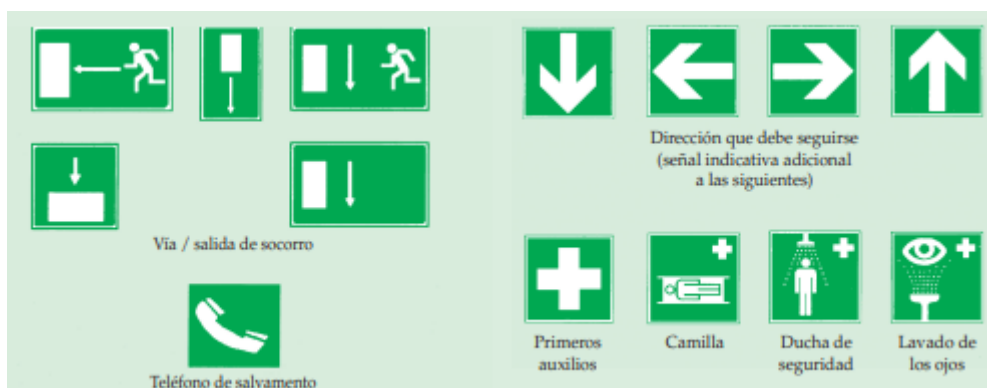 Vía / salida de socorro
Teléfono de salvamento
Dirección que debe seguirse
(señal indicativa adicional
a las siguientes)
Primeros
auxilios
Camilla
Ducha de
seguridad
Lavado de
los ojos